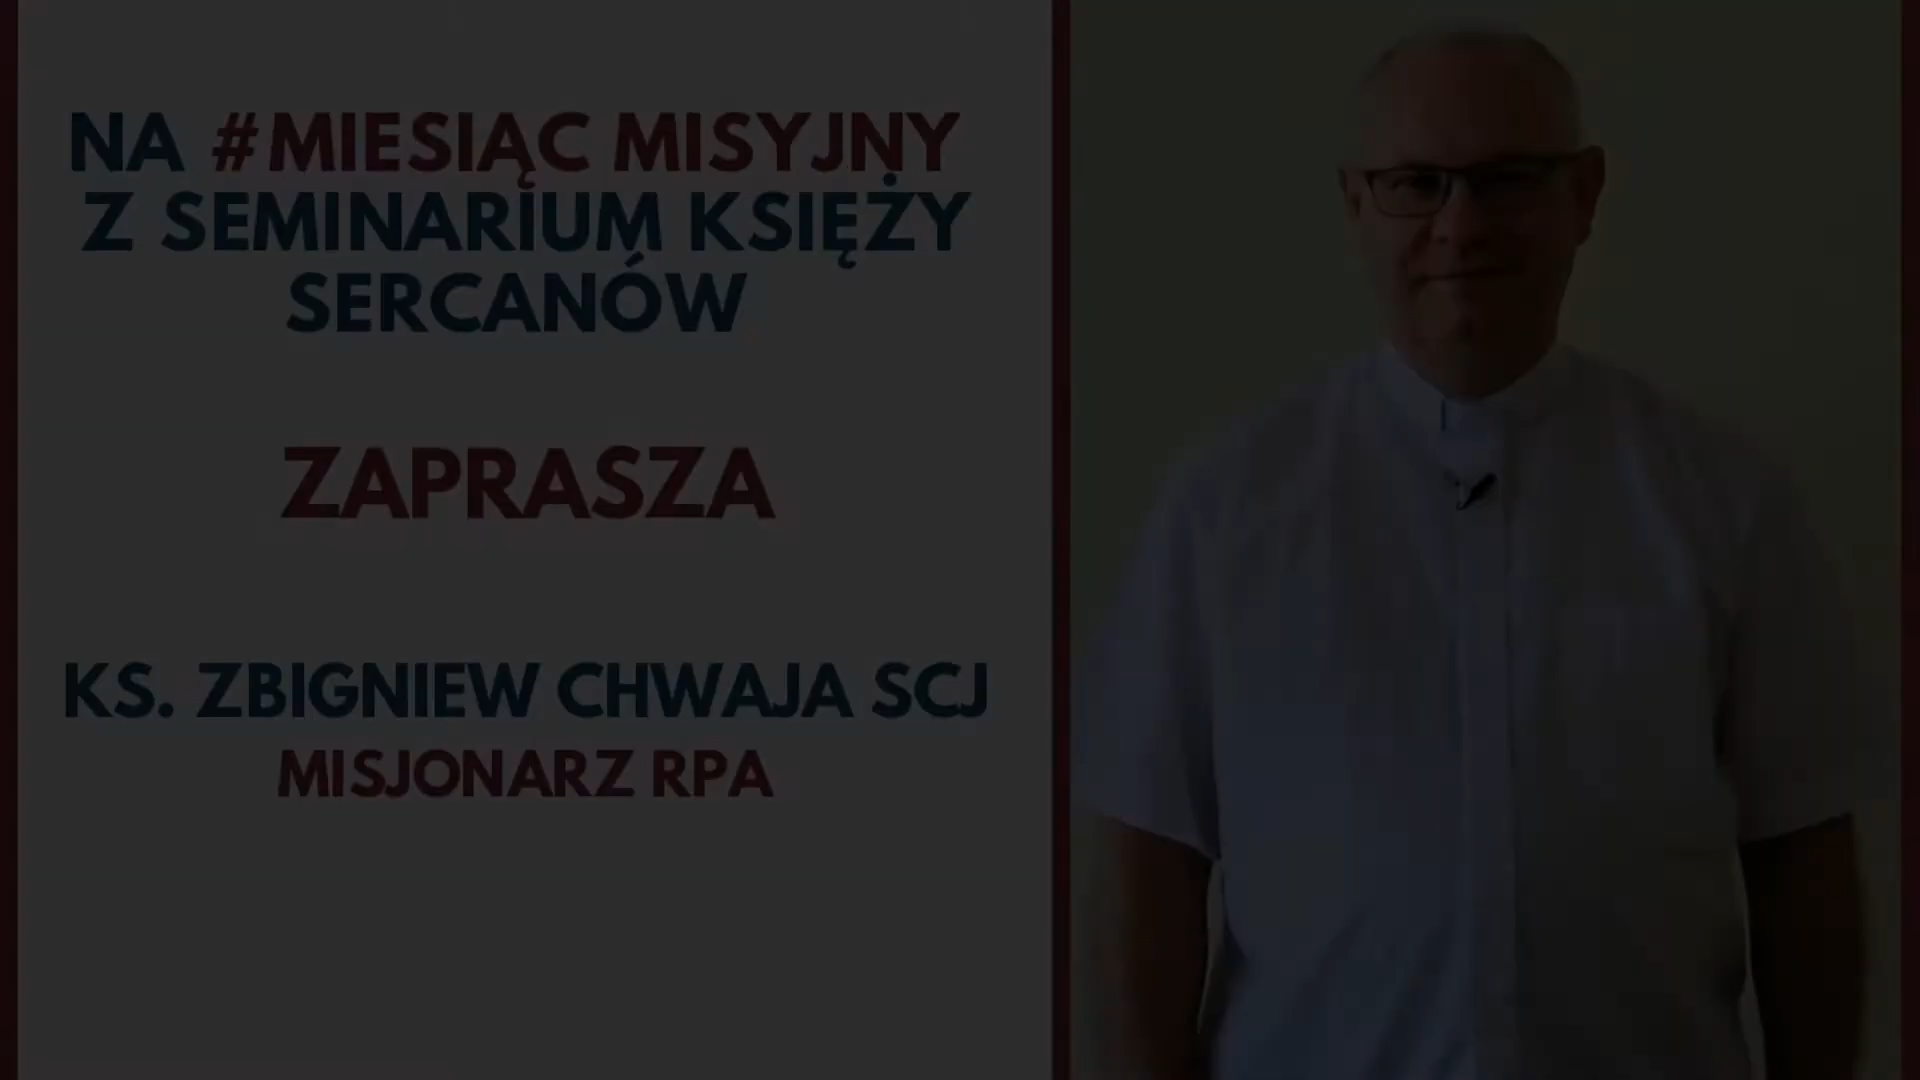 NA #MIESIĄC MISYJNY
Z SEMINARIUM KSIĘŻY
SERCANÓW
ZAPRASZA
KS. ZBIGNIEW CHWAJA SCJ
MISJONARZ RPA